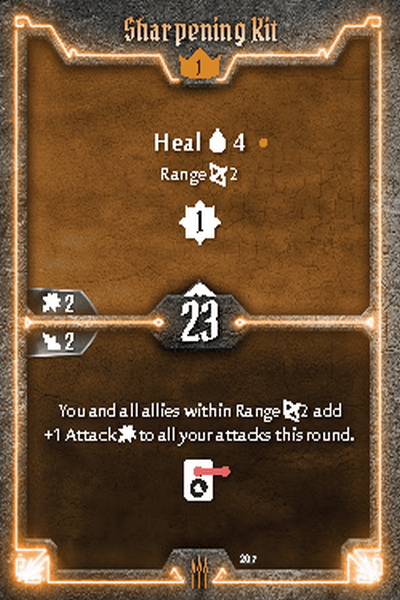 Sharpening Kit
1
Heal 4
Range 2
1
2
23
2
You and all allies within Range 2 add
+1 Attack to all your attacks this round.
207